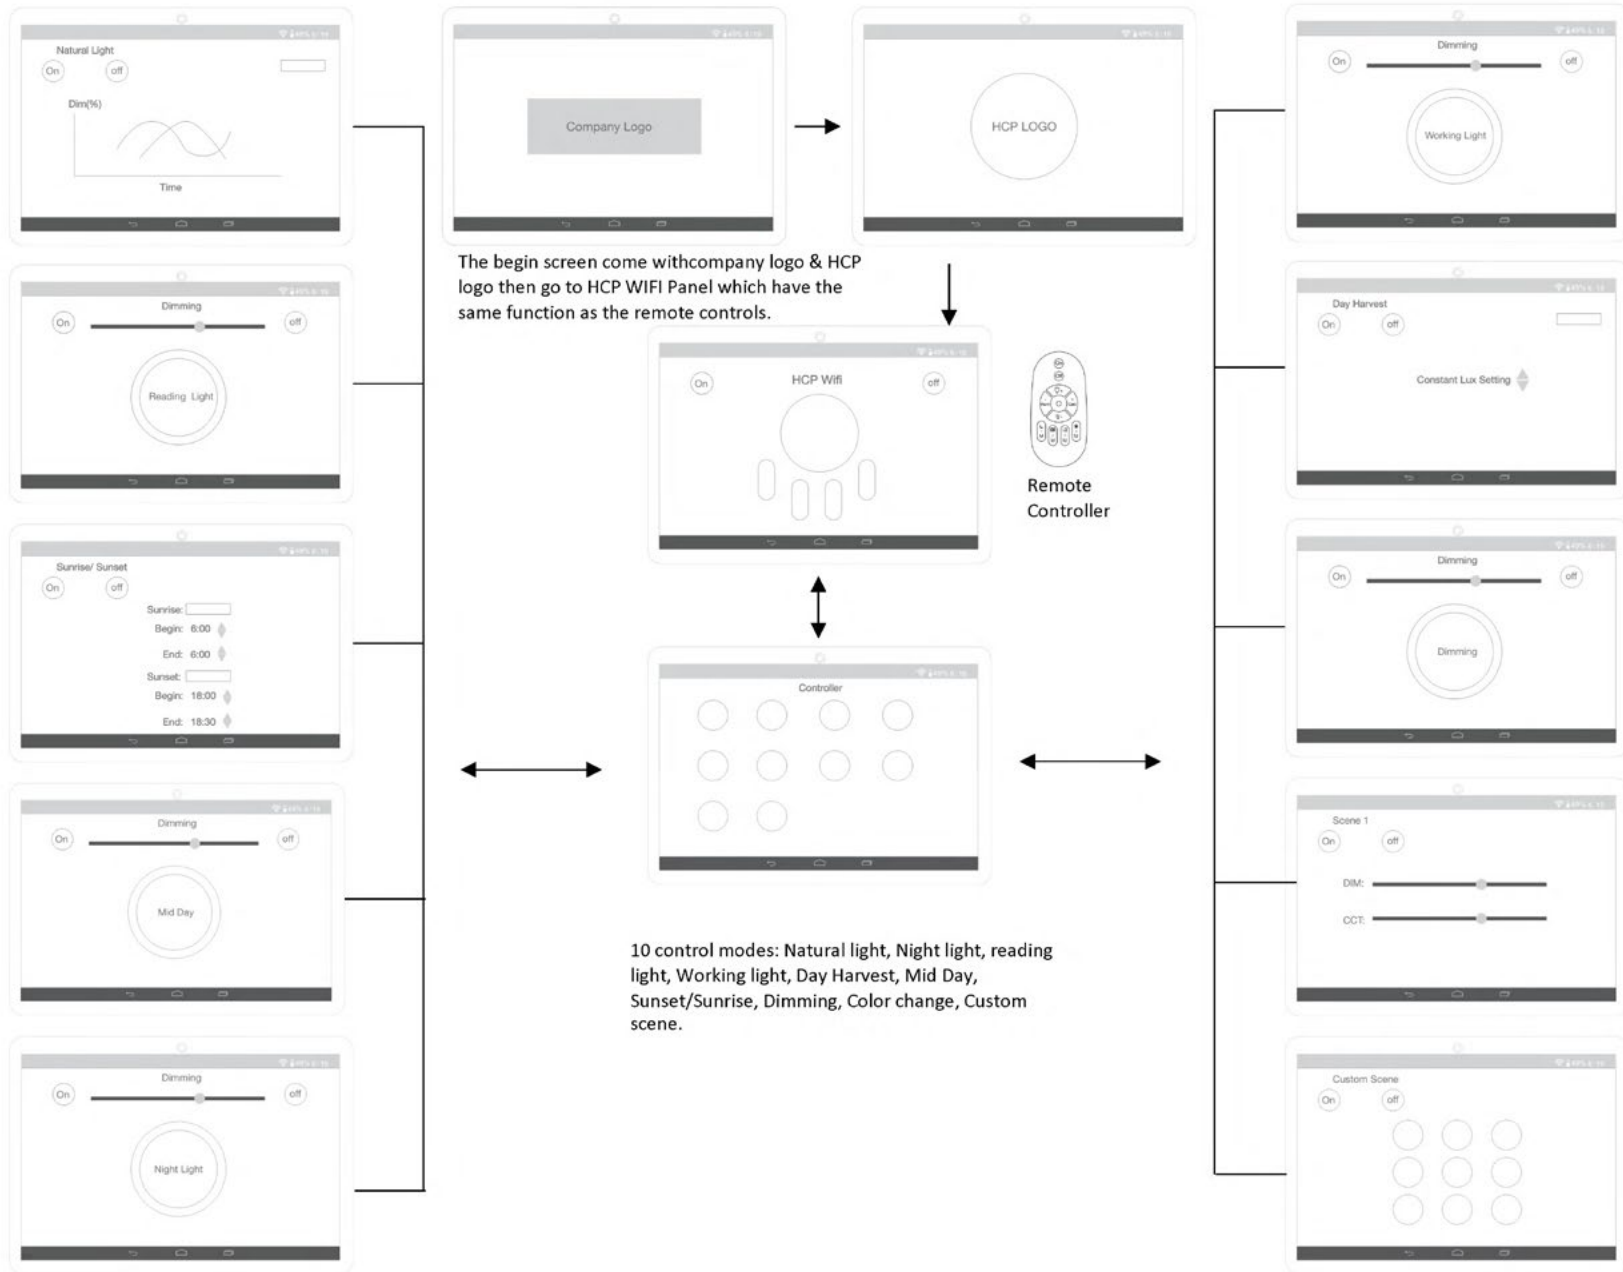 Natural Light
On
off
Dim(%)
Time
Company Logo
HCP LOGO
The begin screen come withcompany logo & HCP
logo then go to HCP WIFI Panel which have the
same function as the remote controls.
Dimming
On
off
Reading Light
Sunrise/ Sunset
On
off
Sunrise:
Begin: 6:00
End: 6:00
Sunset:
Begin: 18:00
End: 18:30
Dimming
On
off
Mid Day
Dimming
On
off
Night Light
HCP Wifi
On
off
Remote
Controller
Controller
10 control modes: Natural light, Night light, reading
light, Working light, Day Harvest, Mid Day,
Sunset/Sunrise, Dimming, Color change, Custom
scene.
Dimming
On
off
Working Light
Day Harvest
On
off
Constant Lux Setting
Dimming
On
off
Dimming
Scene 1
On
off
DIM:
CCT:
Custom Scene
On
off